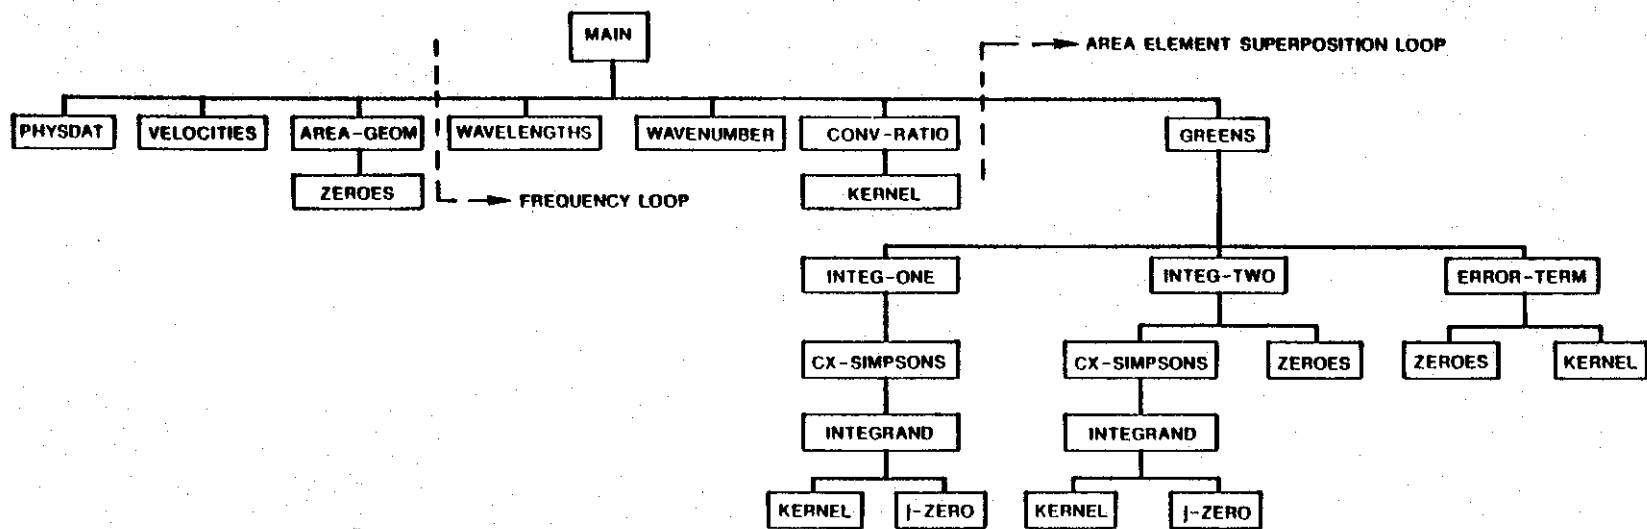 MAIN
AREA ELEMENT SUPERPOSITION LOOP
PHYSDAT
VELOCITIES
AREA-GEOM
WAVELENGTHS
WAVENUMBER
CONV-RATIO
GREENS
ZEROES
FREQUENCY LOOP
KERNEL
INTEG-ONE
INTEG-TWO
ERROR-TERM
CX-SIMPSONS
CX-SIMPSONS
ZEROES
ZEROES
KERNEL
INTEGRAND
INTEGRAND
KERNEL
J-ZERO
KERNEL
J-ZERO